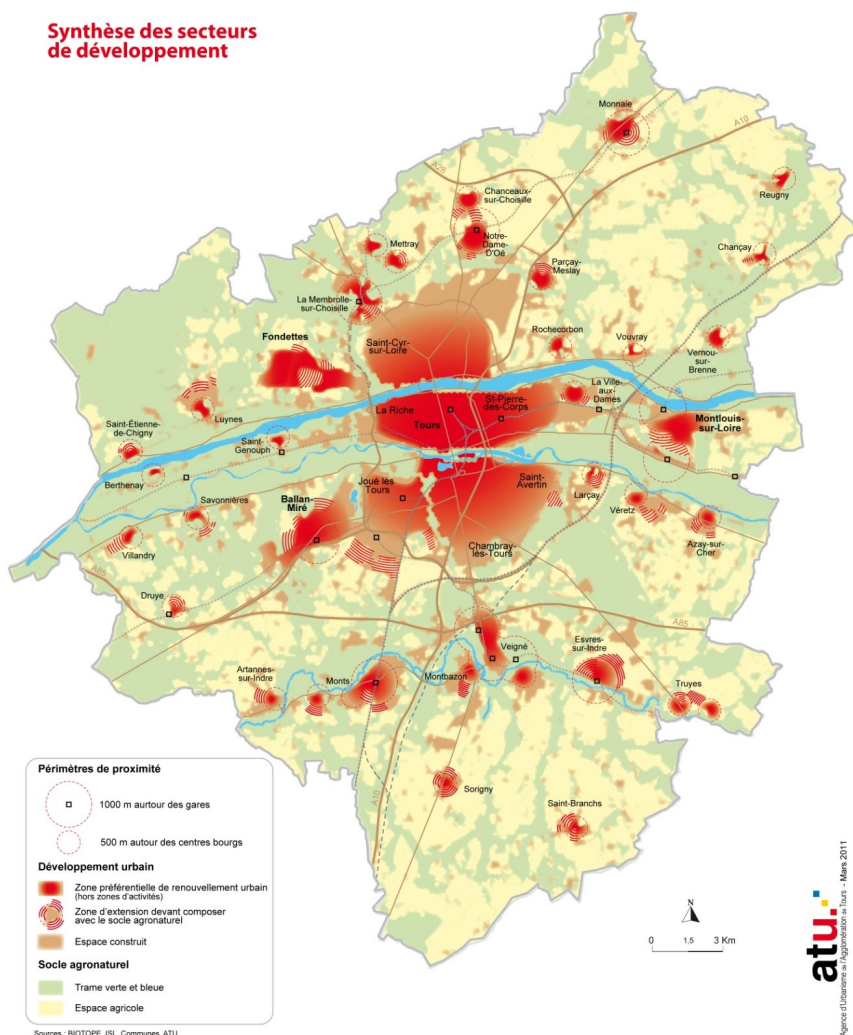 Synthèse des secteurs
de développement
Monnaie
A10
A28
Reugny
Chanceaux-
sur-Choisille
Notre-
Dame-
D'Oé
Mettray
Chançay
Parçay-
Meslay
La Membrolle-
sur-Choisille
Rochecorbon
Vouvray
Vernou-
sur-
Brenne
Fondettes
Saint-Cyr-
sur-Loire
La Ville-
aux-
Dames
St-Pierre-
des-Corps
La Riche
Tours
Montlouis-
sur-Loire
Luynes
Saint-Étienne-
de-Chigny
Saint-
Genouph
Berthenay
Joué lès
Tours
Saint-
Avertin
Larçay
Ballan-
Miré
Savonnières
Véretz
Azay-sur-
Cher
Villandry
Chambray-
lès-Tours
A85
Druye
A85
Veigné
Esvres-
sur-Indre
Artannes-
sur-Indre
Monts
Montbazon
Truyes
A10
Sorigny
Saint-Branchs
Périmètres de proximité
1000 m aurtour des gares
500 m autour des centres bourgs
Développement urbain
Zone préférentielle de renouvellement urbain
(hors zones d'activités)
Zone d'extension devant composer
avec le socle agronaturel
Espace construit
Socle agronaturel
Trame verte et bleue
Espace agricole
Sources : BIOTOPE, ISL, Communes, ATU
N
0 1,5 3 Km
atu.
Agence d'Urbanisme de l'Agglomération de Tours - Mars 2011